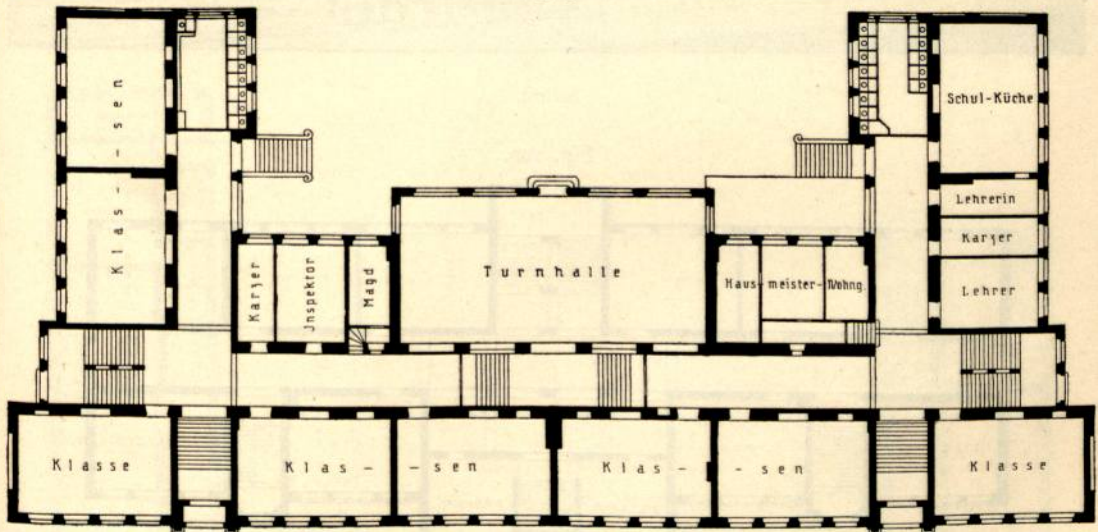 Klas-
-sen
Schul-Küche
Lehrerin
Karzer
Lehrer
Karzer
Jnspektor
Magd
Turnhalle
Haus-
meister-
Wohng.
Klasse
Klas-
-sen
Klas-
-sen
Klasse